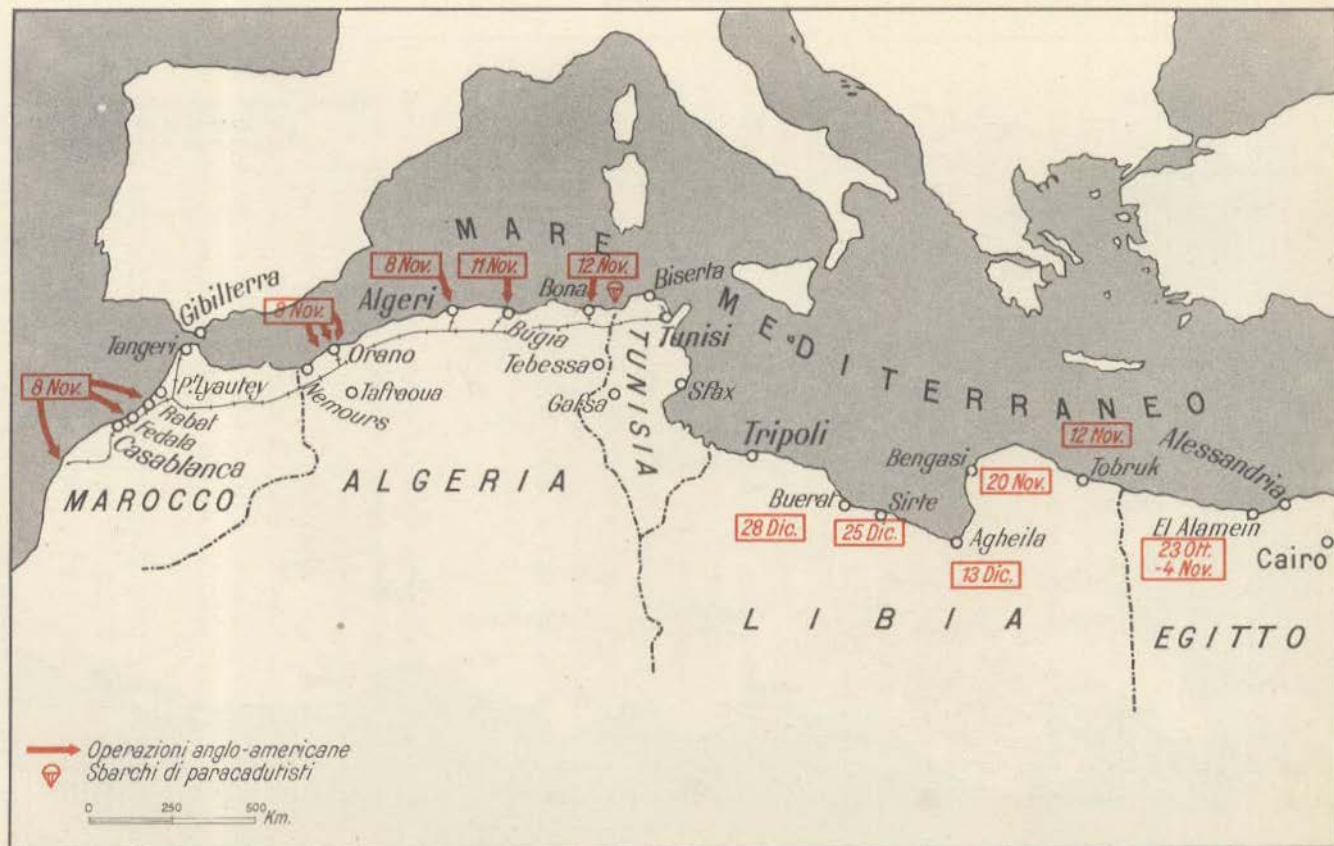 MARE
MEDITERRANEO
8 Nov.
11 Nov.
12 Nov.
Gibilterra
8 Nov.
Algeri
Bona
Biserta
Tangeri
Orano
Bugia
Tunisi
8 Nov.
P.ᵗLyautey
Nemours
Tafraoua
Tebessa
TUNISIA
Rabat
Fedala
Casablanca
Gafsa
Sfax
MAROCCO
ALGERIA
Tripoli
Bengasi
12 Nov.
Alessandria
20 Nov.
Tobruk
Buerat
Sirte
28 Dic.
25 Dic.
Agheila
13 Dic.
El Alamein
23 Ott.
-4 Nov.
Cairo
LIBIA
EGITTO
Operazioni anglo-americane
Sbarchi di paracadutisti
0 250 500 Km.